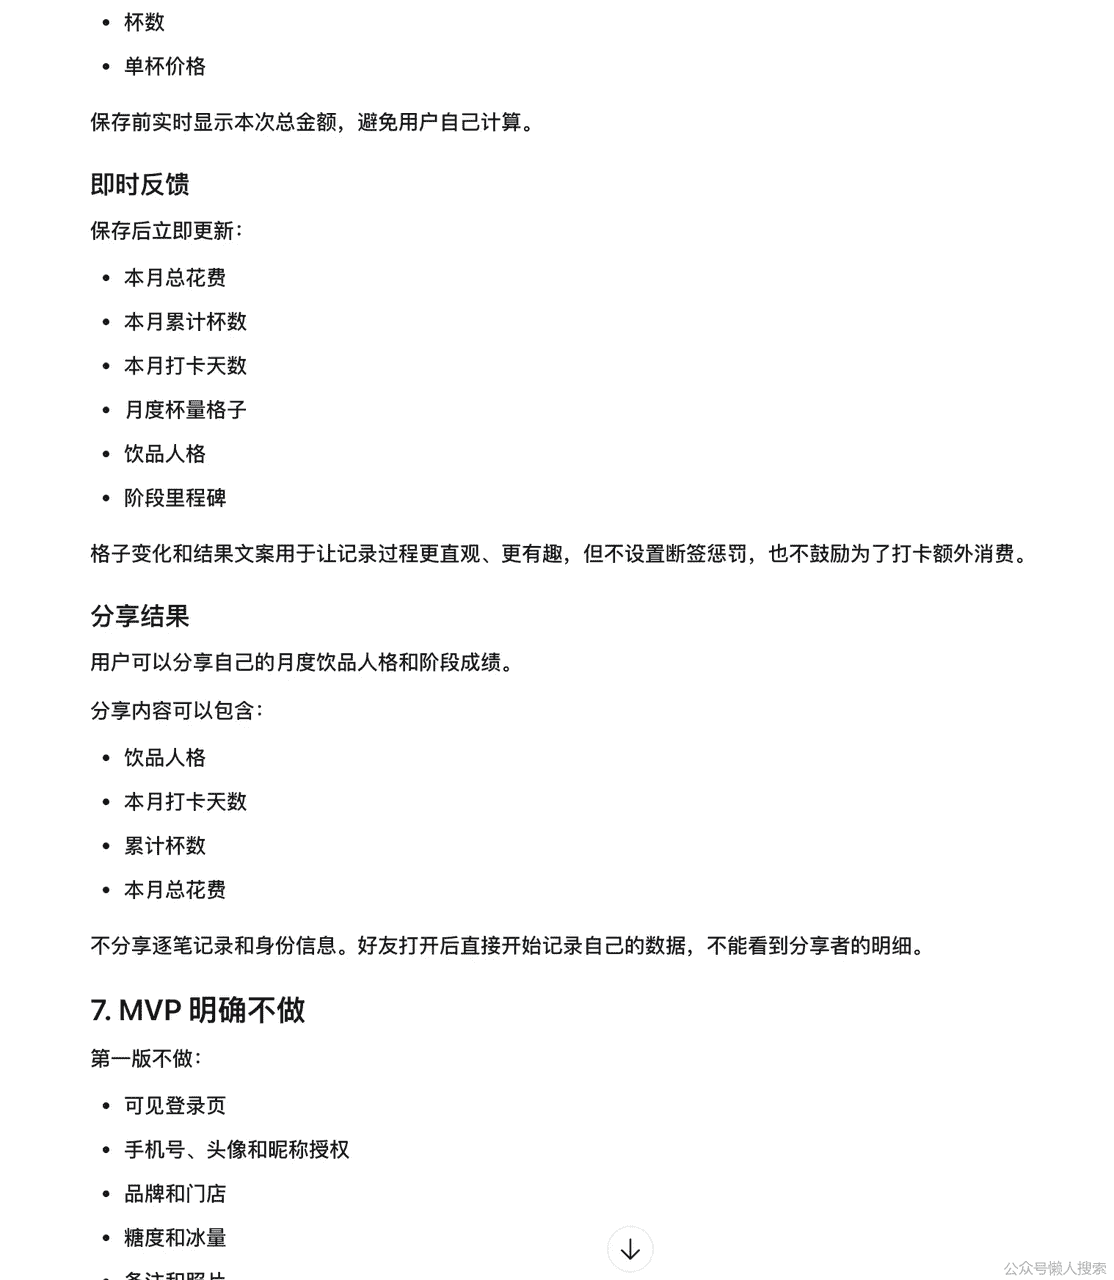 杯数
单杯价格
保存前实时显示本次总金额，避免用户自己计算。
即时反馈
保存后立即更新：
本月总花费
本月累计杯数
本月打卡天数
月度杯量格子
饮品人格
阶段里程碑
格子变化和结果文案用于让记录过程更直观、更有趣，但不设置断签惩罚，也不鼓励为了打卡额外消费。
分享结果
用户可以分享自己的月度饮品人格和阶段成绩。
分享内容可以包含：
饮品人格
本月打卡天数
累计杯数
本月总花费
不分享逐笔记录和身份信息。好友打开后直接开始记录自己的数据，不能看到分享者的明细。
7. MVP 明确不做
第一版不做：
可见登录页
手机号、头像和昵称授权
品牌和门店
糖度和冰量
备注和照片
公众号懒人搜索